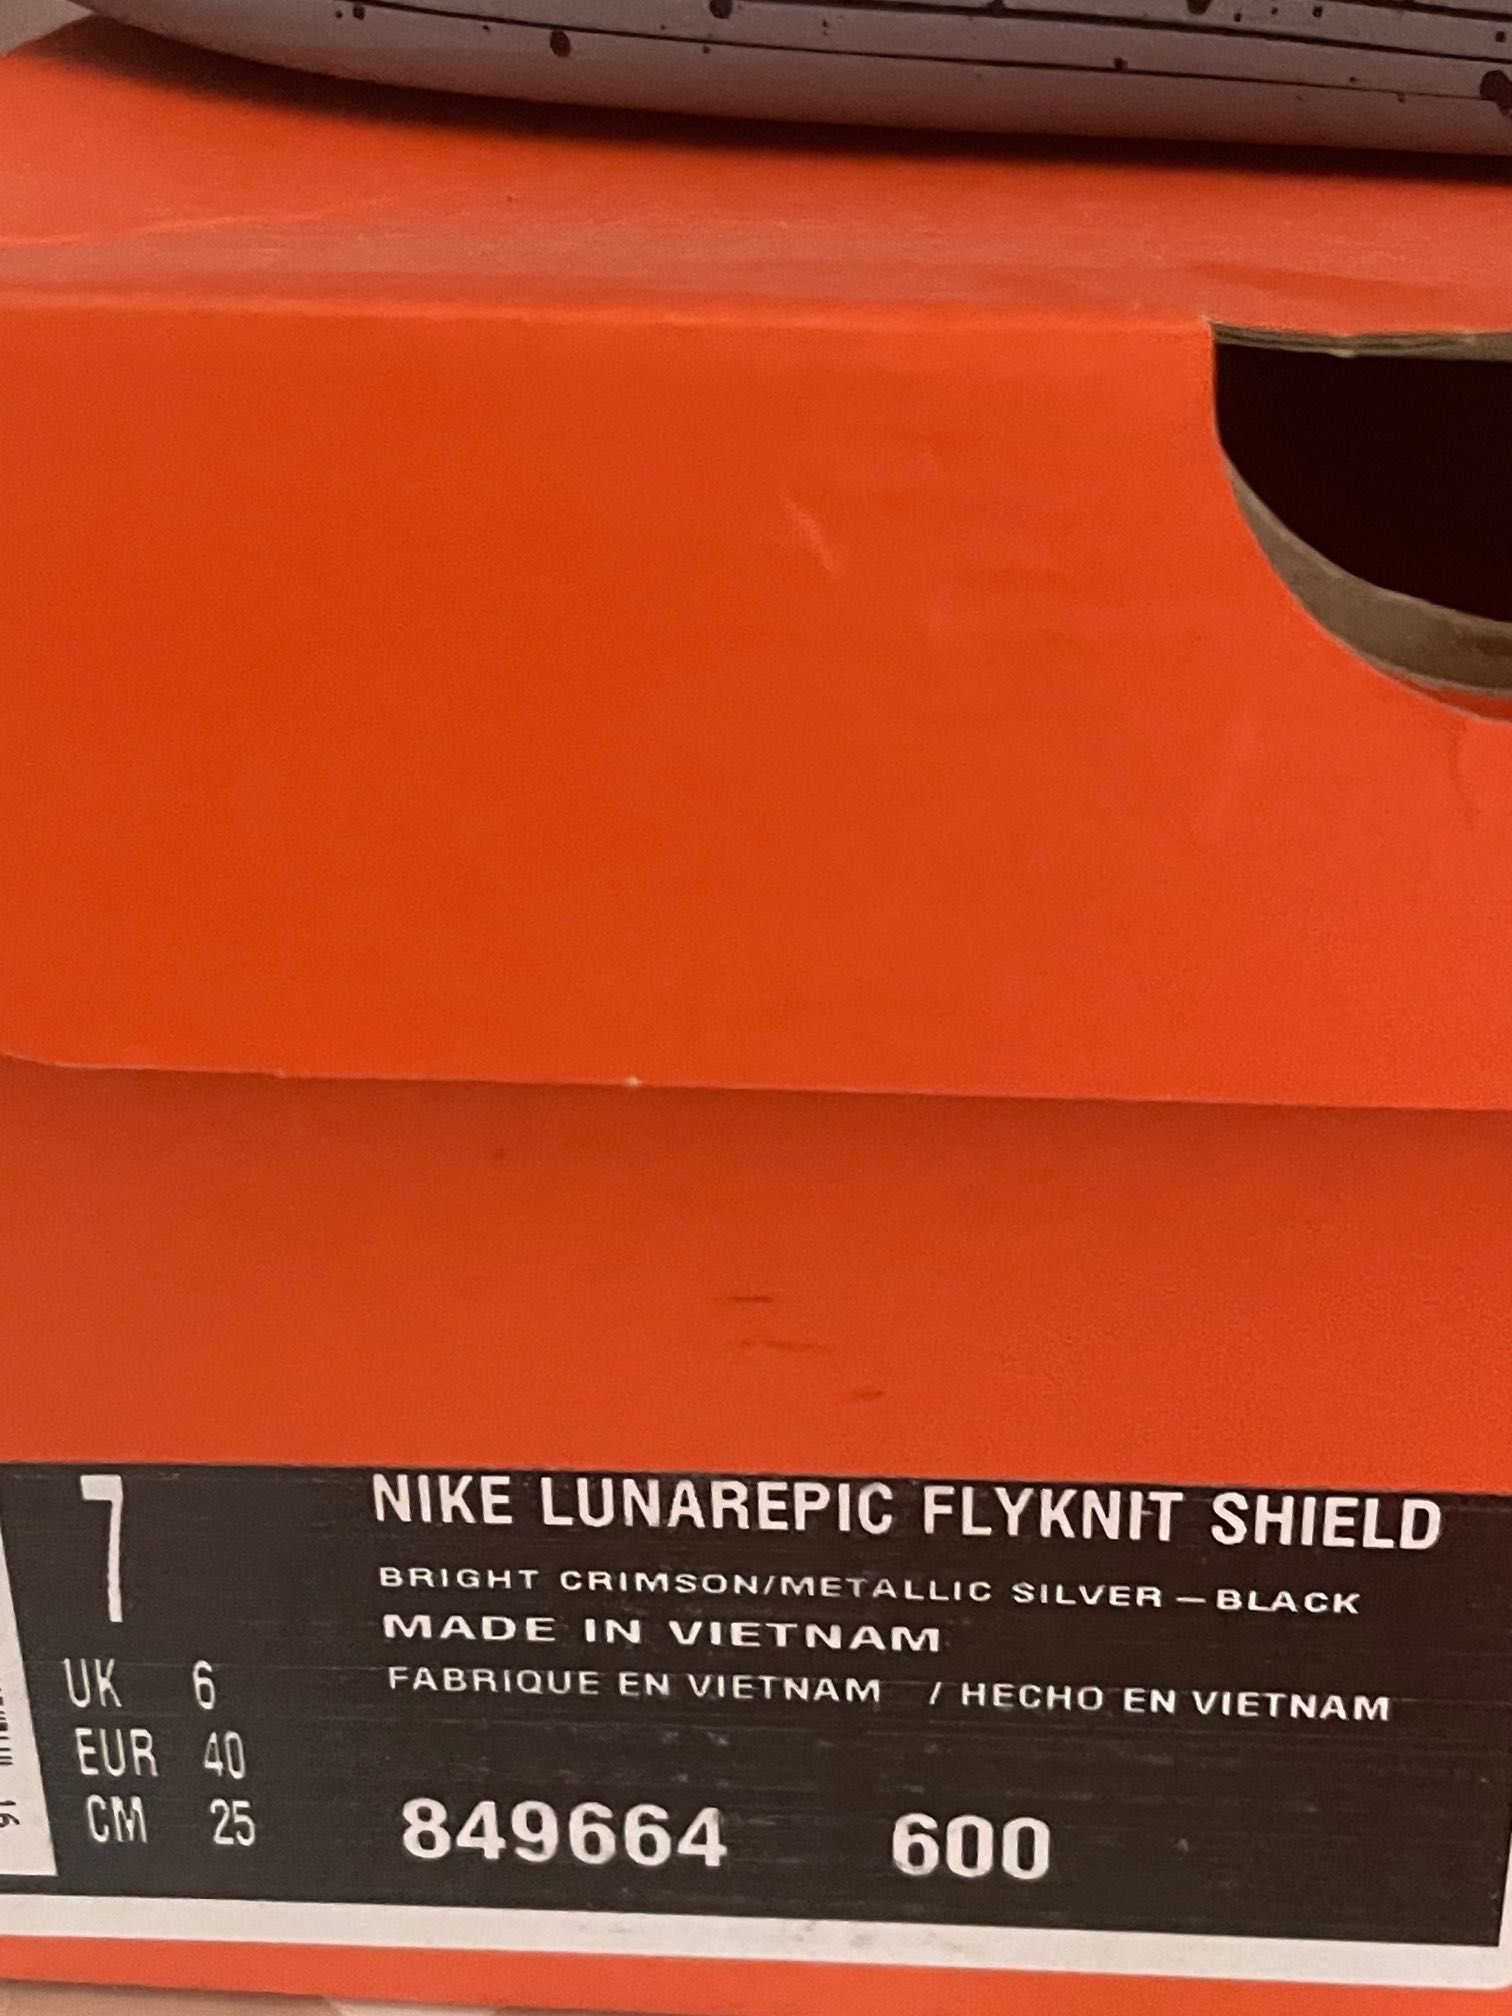 7
NIKE LUNAREPIC FLYKNIT SHIELD
BRIGHT CRIMSON/METALLIC SILVER – BLACK
MADE IN VIETNAM
FABRIQUE EN VIETNAM / HECHO EN VIETNAM
UK 6
EUR 40
CM 25
849664 600
16